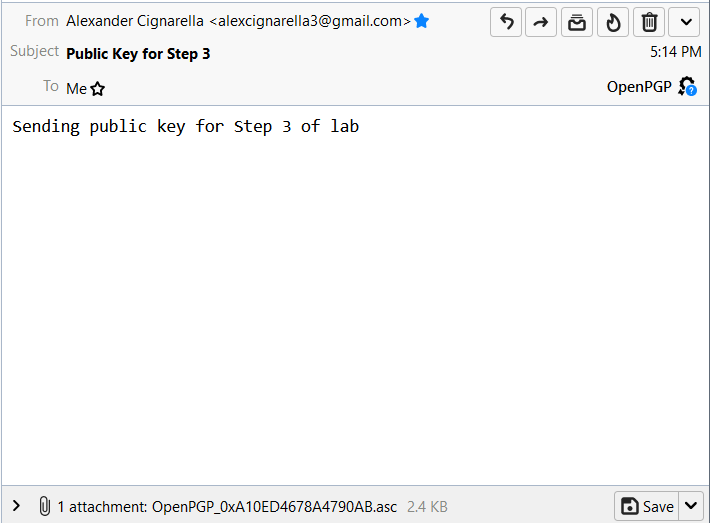 From Alexander Cignarella <alexcignarella3@gmail.com>
Subject Public Key for Step 3 5:14 PM
To Me OpenPGP
Sending public key for Step 3 of lab
1 attachment: OpenPGP_0xA10ED4678A4790AB.asc 2.4 KB Save